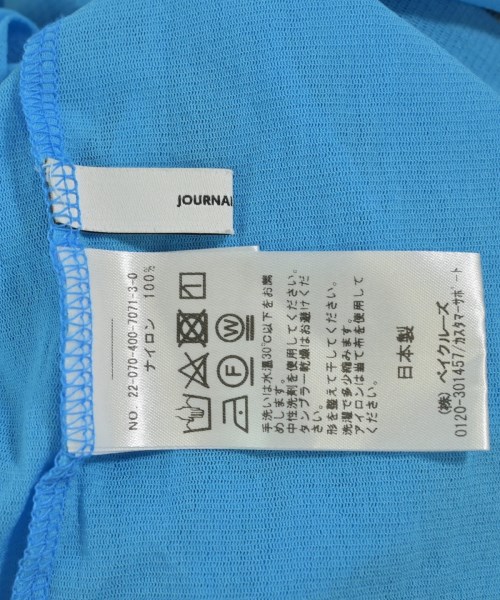 JOURNAL
NO. 22-070-400-7071-3-0
ナイロン 100%
手洗いは水温30℃以下をお薦
めします。
中性洗剤を使用してください。
タンブラー乾燥はお避けくだ
さい。
形を整えて干してください。
洗濯で多少縮みます。
アイロンは当て布を使用して
ください。
日本製
(株) ベイクルーズ
0120-301457/カスタマーサポート